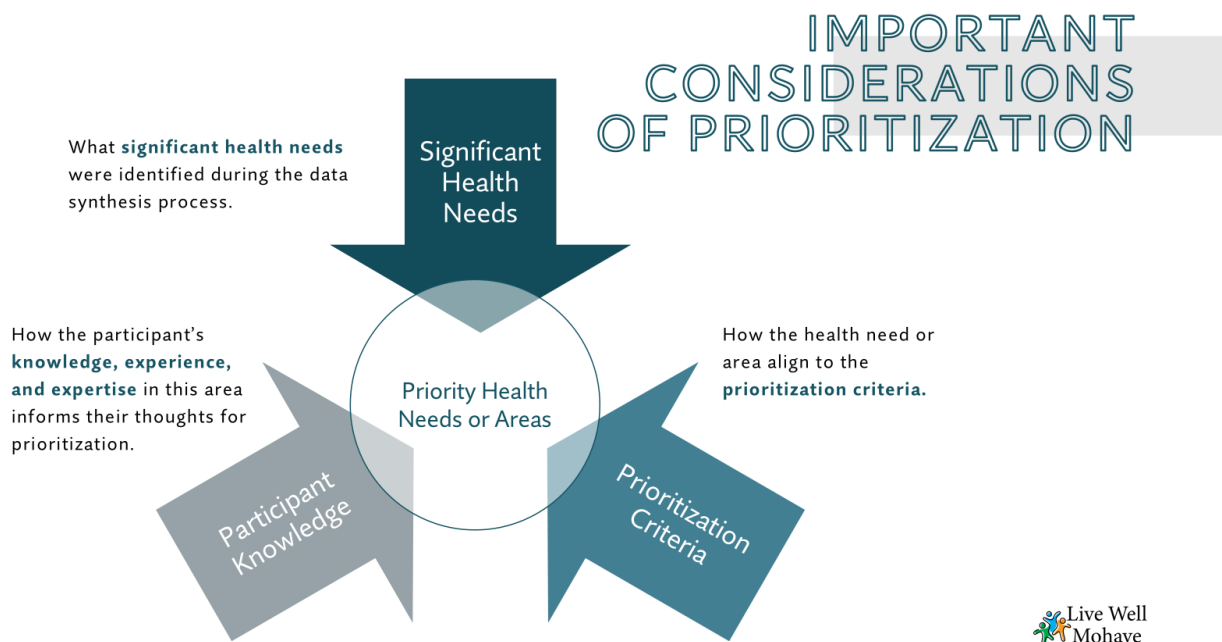 IMPORTANT
CONSIDERATIONS
OF PRIORITIZATION
What significant health needs
were identified during the data
synthesis process.
Significant
Health
Needs
How the participant’s
knowledge, experience,
and expertise in this area
informs their thoughts for
prioritization.
Priority Health
Needs or Areas
How the health need or
area align to the
prioritization criteria.
Participant
Knowledge
Prioritization
Criteria
Live Well
Mohave